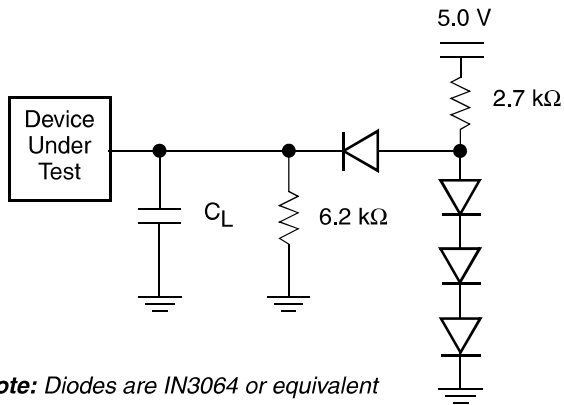 5.0 V
2.7 kΩ
Device
Under
Test
CL
6.2 kΩ
ote: Diodes are IN3064 or equivalent